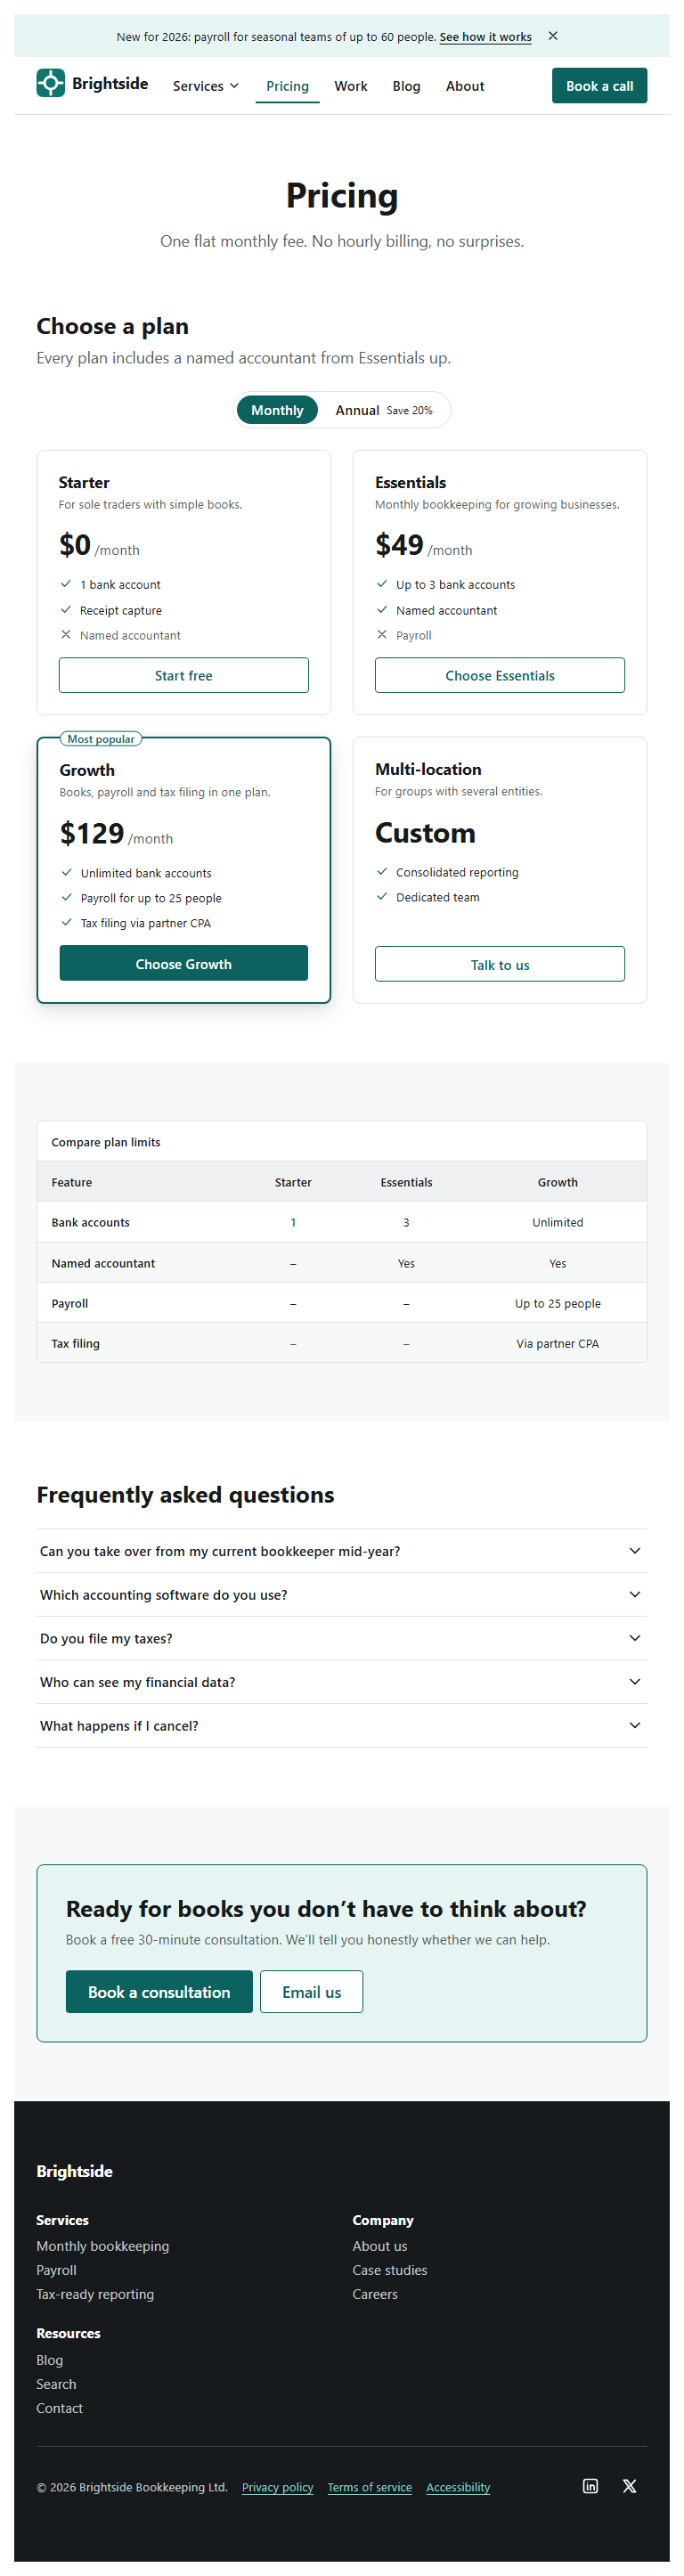 New for 2026: payroll for seasonal teams of up to 60 people. See how it works
Brightside
Services
Pricing
Work
Blog
About
Book a call
Pricing
One flat monthly fee. No hourly billing, no surprises.
Choose a plan
Every plan includes a named accountant from Essentials up.
Monthly
Annual Save 20%
Starter
For sole traders with simple books.
$0 /month
1 bank account
Receipt capture
Named accountant
Start free
Essentials
Monthly bookkeeping for growing businesses.
$49 /month
Up to 3 bank accounts
Named accountant
Payroll
Choose Essentials
Most popular
Growth
Books, payroll and tax filing in one plan.
$129 /month
Unlimited bank accounts
Payroll for up to 25 people
Tax filing via partner CPA
Choose Growth
Multi-location
For groups with several entities.
Custom
Consolidated reporting
Dedicated team
Talk to us
Compare plan limits
Feature Starter Essentials Growth
Bank accounts 1 3 Unlimited
Named accountant – Yes Yes
Payroll – – Up to 25 people
Tax filing – – Via partner CPA
Frequently asked questions
Can you take over from my current bookkeeper mid-year?
Which accounting software do you use?
Do you file my taxes?
Who can see my financial data?
What happens if I cancel?
Ready for books you don’t have to think about?
Book a free 30-minute consultation. We’ll tell you honestly whether we can help.
Book a consultation
Email us
Brightside
Services
Monthly bookkeeping
Payroll
Tax-ready reporting
Company
About us
Case studies
Careers
Resources
Blog
Search
Contact
© 2026 Brightside Bookkeeping Ltd. Privacy policy Terms of service Accessibility